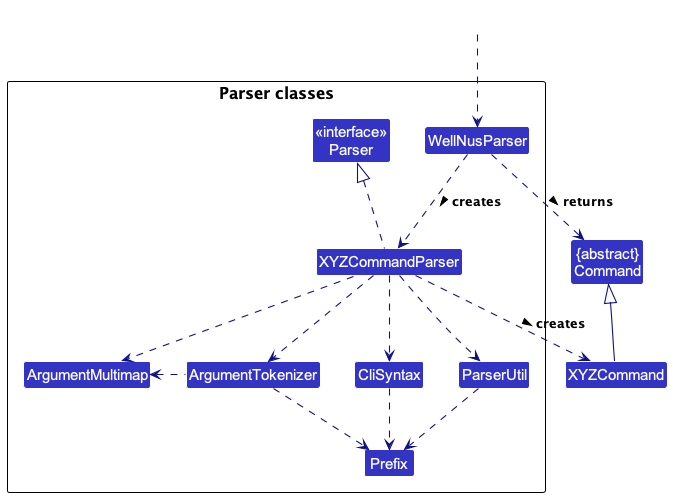 Parser classes
«interface»
Parser
WellNusParser
creates
returns
XYZCommandParser
{abstract}
Command
creates
ArgumentMultimap
ArgumentTokenizer
CliSyntax
ParserUtil
XYZCommand
Prefix